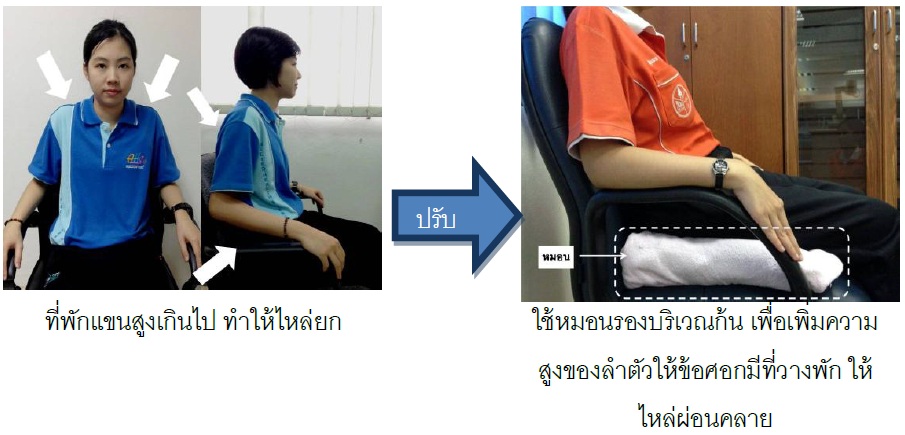 ปรับ
หมอน
ที่พักแขนสูงเกินไป ทำให้ไหล่ยก
ใช้หมอนรองบริเวณก้น เพื่อเพิ่มความ
สูงของลำตัวให้ข้อศอกมีที่วางพัก ให้
ไหล่ผ่อนคลาย